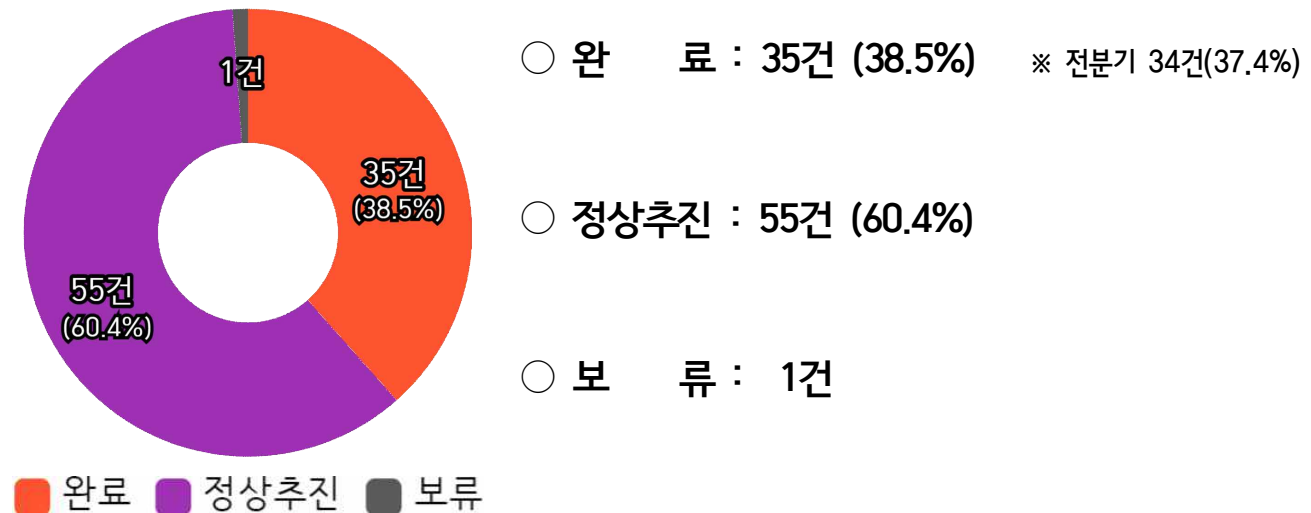 1건
35건
(38.5%)
55건
(60.4%)
완료 정상추진 보류
○ 완 료 : 35건 (38.5%) ※ 전분기 34건(37.4%)
○ 정상추진 : 55건 (60.4%)
○ 보 류 : 1건